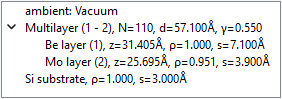 ambient: Vacuum
Multilayer (1 - 2), N=110, d=57.100Å, γ=0.550
Be layer (1), z=31.405Å, ρ=1.000, s=7.100Å
Mo layer (2), z=25.695Å, ρ=0.951, s=3.900Å
Si substrate, ρ=1.000, s=3.000Å